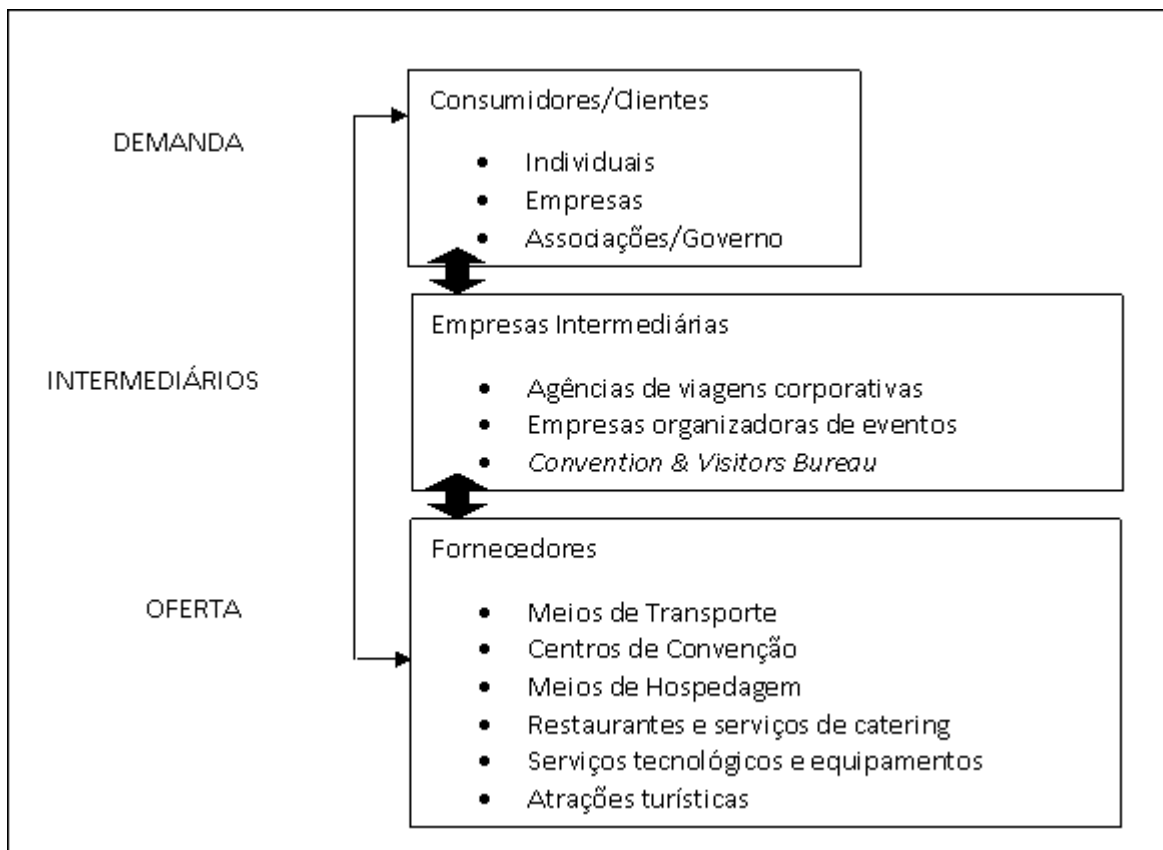 DEMANDA
Consumidores/Clientes
• Individuais
• Empresas
• Associações/Governo
INTERMEDIÁRIOS
Empresas Intermediárias
• Agências de viagens corporativas
• Empresas organizadoras de eventos
• Convention & Visitors Bureau
OFERTA
Fornecedores
• Meios de Transporte
• Centros de Convenção
• Meios de Hospedagem
• Restaurantes e serviços de catering
• Serviços tecnológicos e equipamentos
• Atrações turísticas